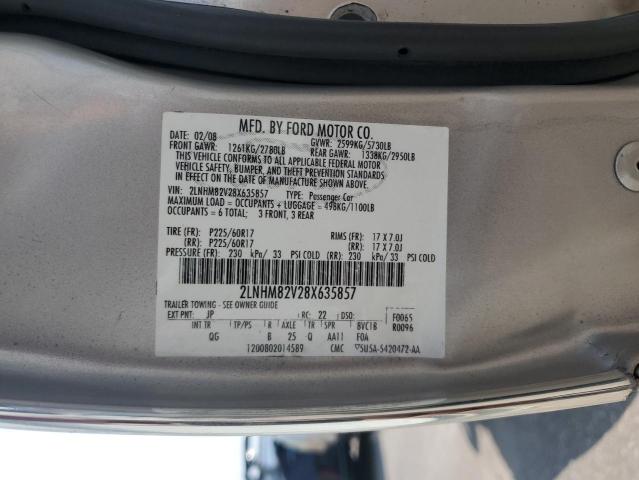 MFD. BY FORD MOTOR CO.
DATE: 02/08 GVWR: 2599KG/5730LB
FRONT GAWR: 1261KG/2780LB REAR GAWR: 1338KG/2950LB
THIS VEHICLE CONFORMS TO ALL APPLICABLE FEDERAL MOTOR
VEHICLE SAFETY, BUMPER, AND THEFT PREVENTION STANDARDS
IN EFFECT ON THE DATE OF MANUFACTURE SHOWN ABOVE.
VIN: 2LNHM82V28X635857 TYPE: Passenger Car
MAXIMUM LOAD = OCCUPANTS + LUGGAGE = 498KG/1100LB
OCCUPANTS = 6 TOTAL; 3 FRONT, 3 REAR
TIRE (FR): P225/60R17 RIMS (FR): 17 X 7.0J
(RR): P225/60R17 (RR): 17 X 7.0J
PRESSURE (FR): 230 kPa/ 33 PSI COLD (RR): 230 kPa/ 33 PSI COLD
2LNHM82V28X635857
TRAILER TOWING - SEE OWNER GUIDE
EXT PNT: JP RC: 22 DSO: F0065
INT TR TP/PS R AXLE TR SPR BVC1B R0096
QG B 25 Q AA11 FOA
1200802014589 CMC 5U5A-5420472-AA